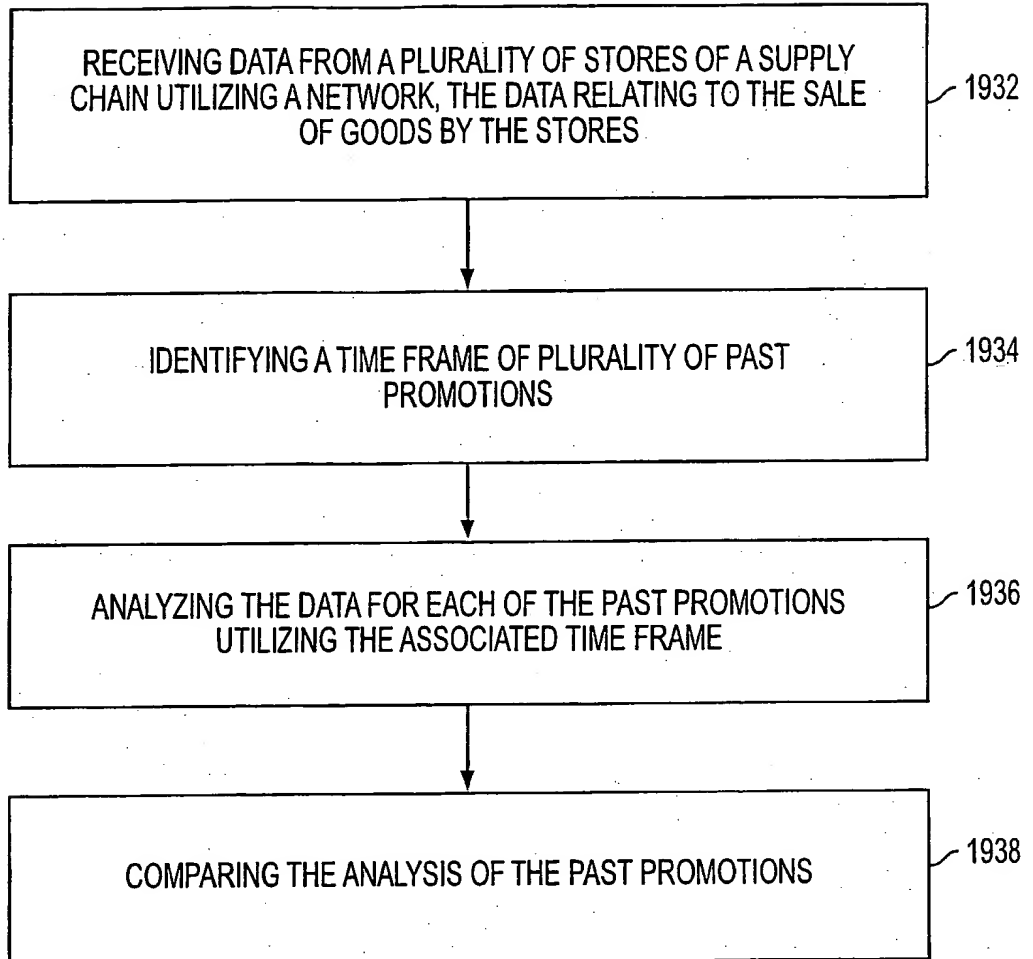 RECEIVING DATA FROM A PLURALITY OF STORES OF A SUPPLY
CHAIN UTILIZING A NETWORK, THE DATA RELATING TO THE SALE
OF GOODS BY THE STORES
1932
IDENTIFYING A TIME FRAME OF PLURALITY OF PAST
PROMOTIONS
1934
ANALYZING THE DATA FOR EACH OF THE PAST PROMOTIONS
UTILIZING THE ASSOCIATED TIME FRAME
1936
COMPARING THE ANALYSIS OF THE PAST PROMOTIONS
1938